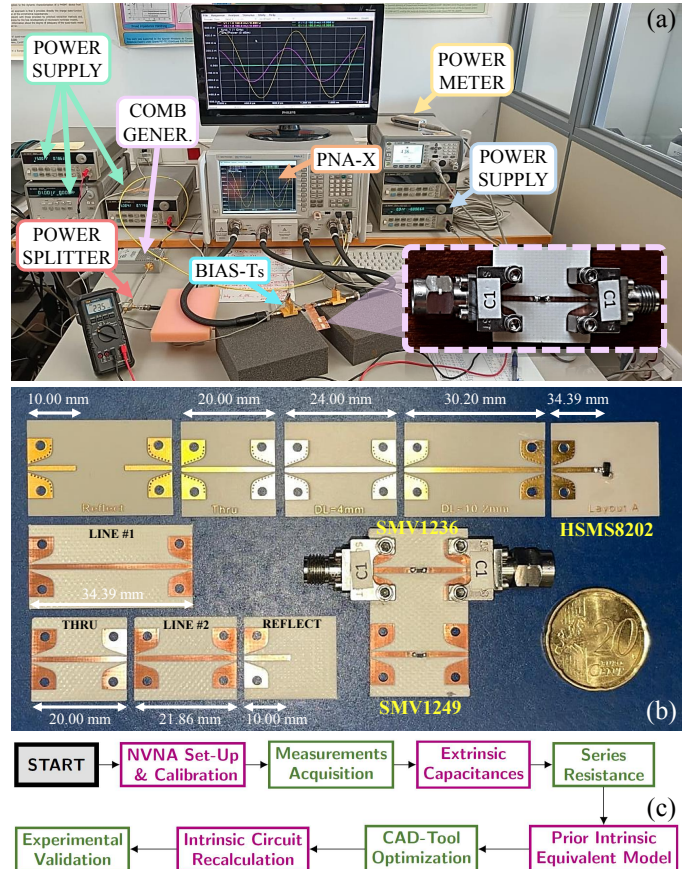 (a)
POWER
SUPPLY
COMB
GENER.
POWER
METER
PNA-X
POWER
SUPPLY
POWER
SPLITTER
BIAS-Ts
PHILIPS
C1
C1
10.00 mm
20.00 mm
24.00 mm
30.20 mm
34.39 mm
Reflect
Thru
DL=4mm
DL=10.2mm
Layout A
SMV1236
HSMS8202
LINE #1
34.39 mm
C1
C1
THRU
LINE #2
REFLECT
20.00 mm
21.86 mm
10.00 mm
SMV1249
20
EURO
CENT
(b)
START
NVNA Set-Up
& Calibration
Measurements
Acquisition
Extrinsic
Capacitances
Series
Resistance
(c)
Experimental
Validation
Intrinsic Circuit
Recalculation
CAD-Tool
Optimization
Prior Intrinsic
Equivalent Model